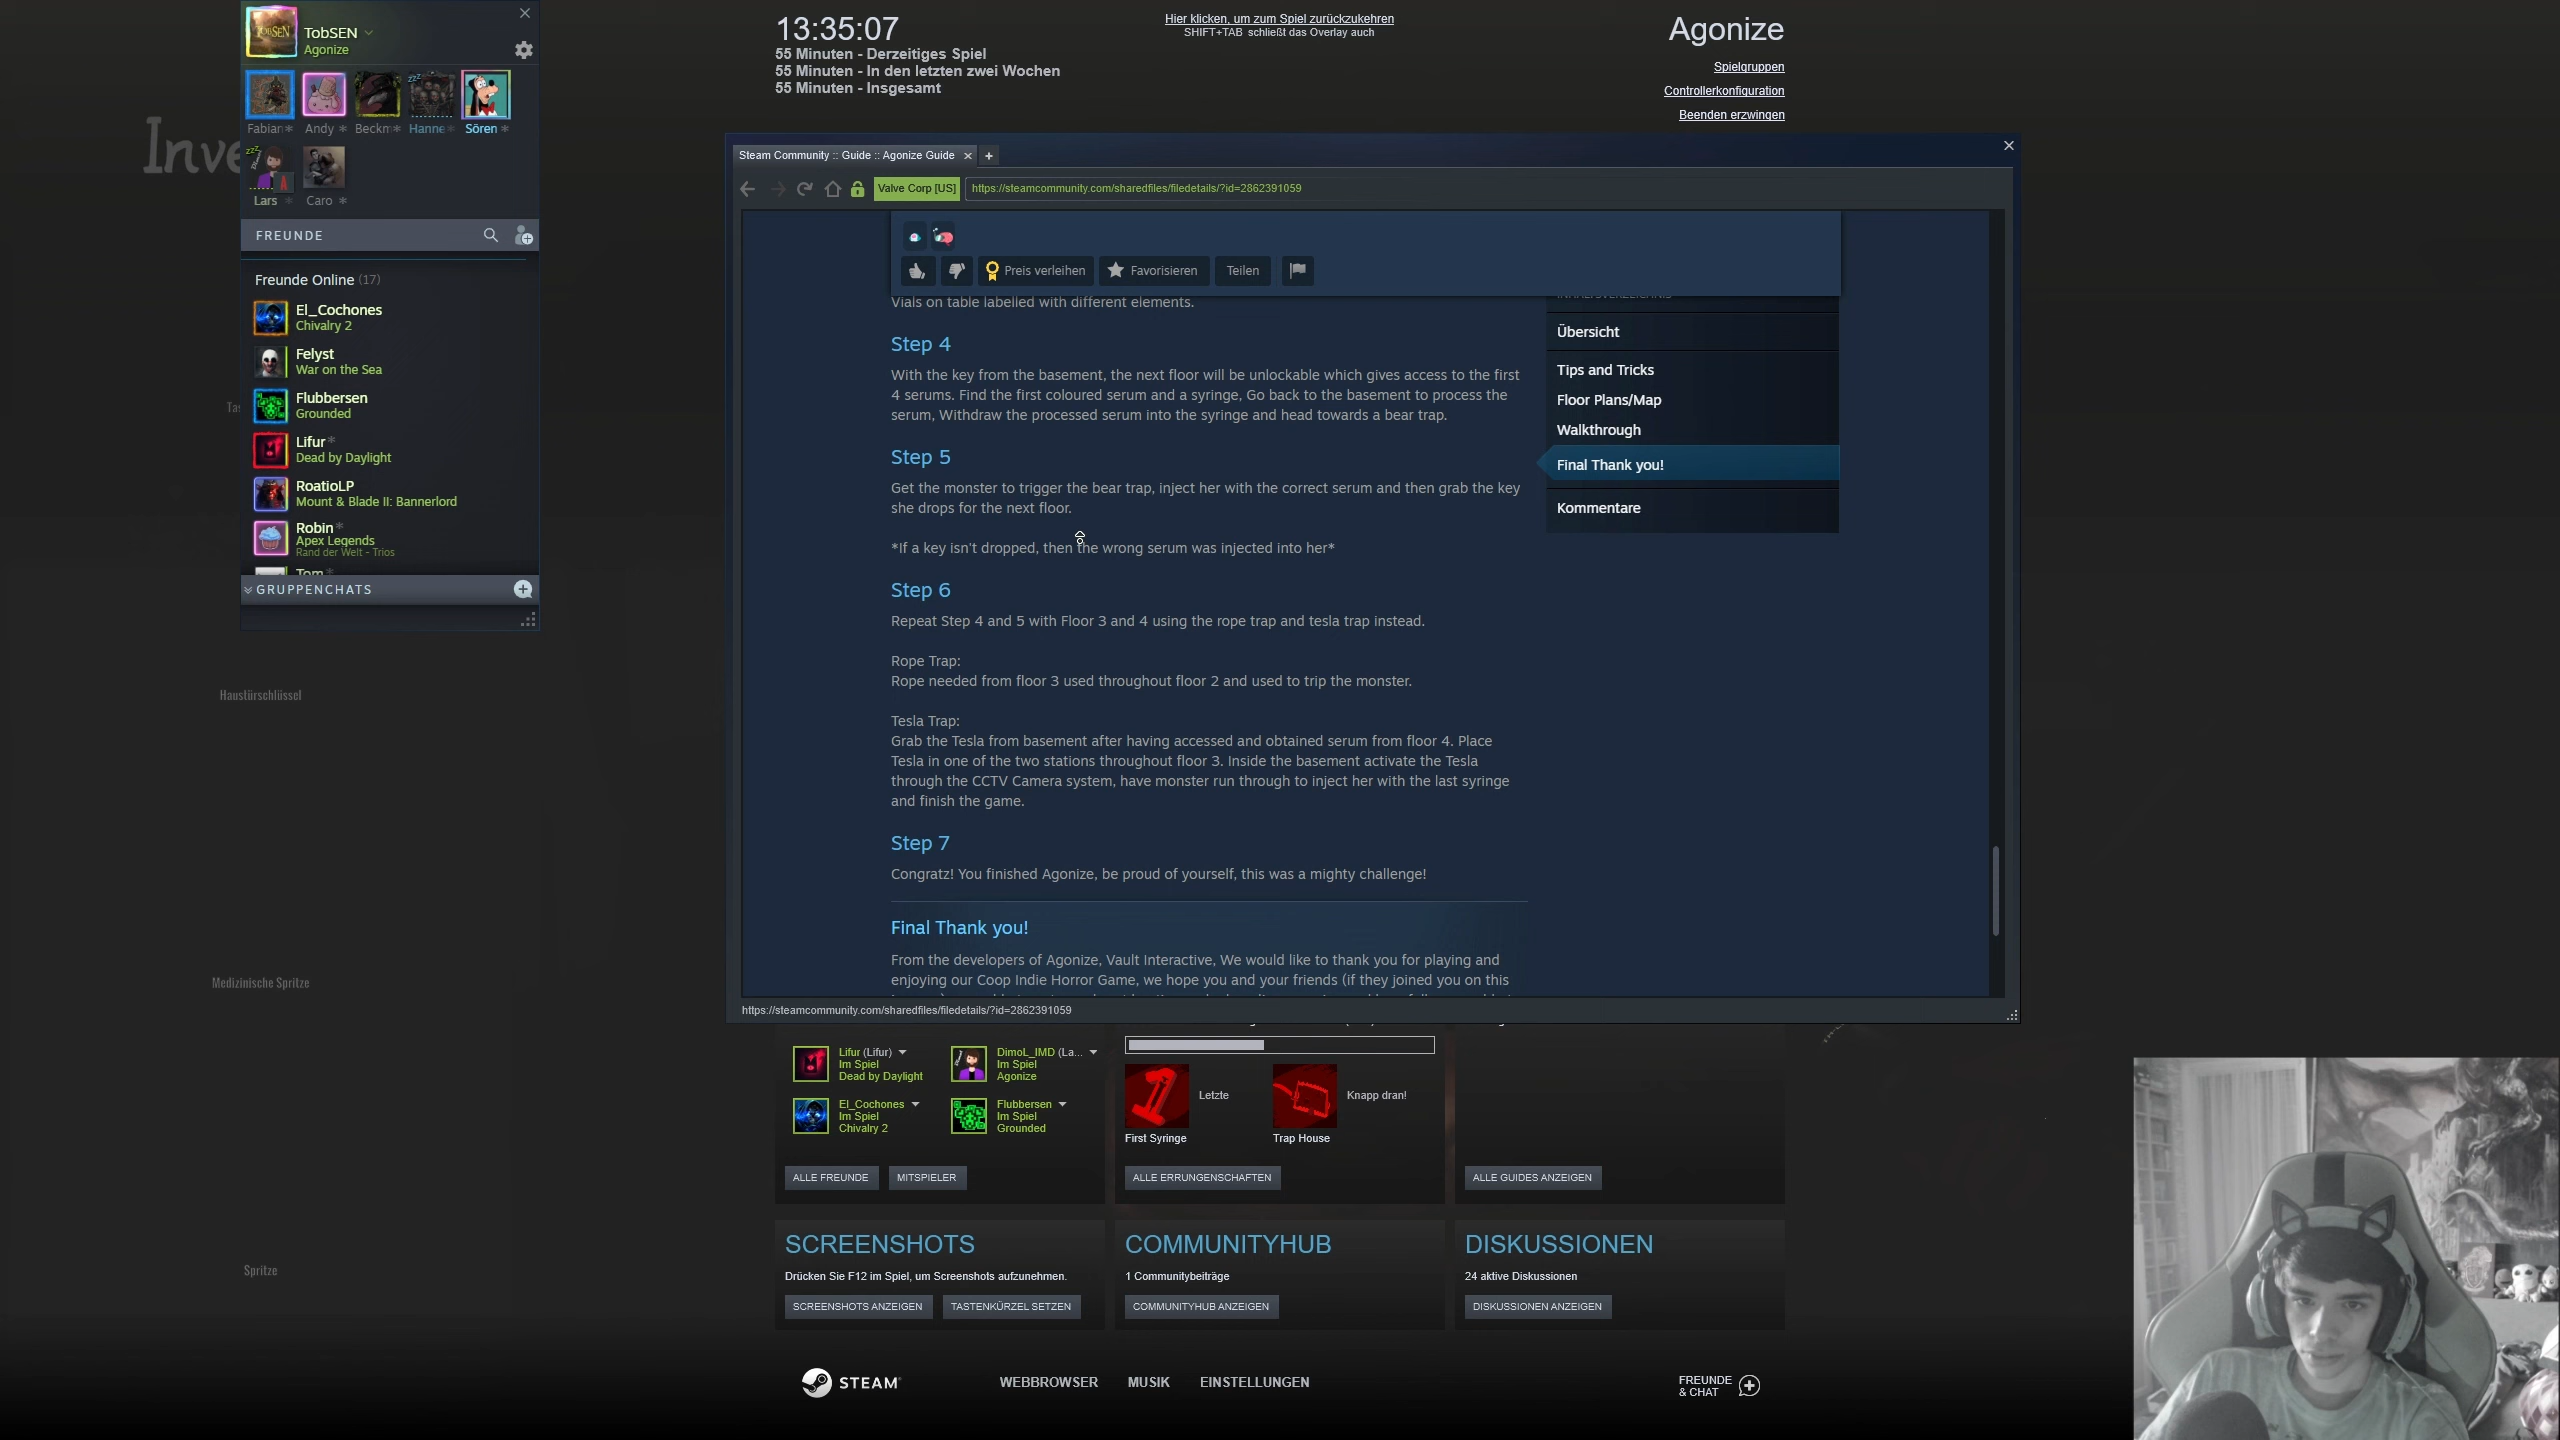 TobSEN
Agonize
Fabian*
Andy *
Beckm*
Hanne*
Sören *
Lars *
Caro *
FREUNDE
Freunde Online (17)
El_Cochones
Chivalry 2
Felyst
War on the Sea
Flubbersen
Grounded
Lifur*
Dead by Daylight
RoatioLP
Mount & Blade II: Bannerlord
Robin*
Apex Legends
Rand der Welt - Trios
Tom*
GRUPPENCHATS
Inve
Haustürschlüssel
Medizinische Spritze
Spritze
13:35:07
55 Minuten - Derzeitiges Spiel
55 Minuten - In den letzten zwei Wochen
55 Minuten - Insgesamt
Hier klicken, um zum Spiel zurückzukehren
SHIFT+TAB schließt das Overlay auch
Agonize
Spielgruppen
Controllerkonfiguration
Beenden erzwingen
Steam Community :: Guide :: Agonize Guide
Valve Corp [US]
https://steamcommunity.com/sharedfiles/filedetails/?id=2862391059
Preis verleihen
Favorisieren
Teilen
Vials on table labelled with different elements.
Step 4
With the key from the basement, the next floor will be unlockable which gives access to the first
4 serums. Find the first coloured serum and a syringe, Go back to the basement to process the
serum, Withdraw the processed serum into the syringe and head towards a bear trap.
Step 5
Get the monster to trigger the bear trap, inject her with the correct serum and then grab the key
she drops for the next floor.
*If a key isn't dropped, then the wrong serum was injected into her*
Step 6
Repeat Step 4 and 5 with Floor 3 and 4 using the rope trap and tesla trap instead.
Rope Trap:
Rope needed from floor 3 used throughout floor 2 and used to trip the monster.
Tesla Trap:
Grab the Tesla from basement after having accessed and obtained serum from floor 4. Place
Tesla in one of the two stations throughout floor 3. Inside the basement activate the Tesla
through the CCTV Camera system, have monster run through to inject her with the last syringe
and finish the game.
Step 7
Congratz! You finished Agonize, be proud of yourself, this was a mighty challenge!
Final Thank you!
From the developers of Agonize, Vault Interactive, We would like to thank you for playing and
enjoying our Coop Indie Horror Game, we hope you and your friends (if they joined you on this
INHALTSVERZEICHNIS
Übersicht
Tips and Tricks
Floor Plans/Map
Walkthrough
Final Thank you!
Kommentare
https://steamcommunity.com/sharedfiles/filedetails/?id=2862391059
Lifur (Lifur)
Im Spiel
Dead by Daylight
DimoL_IMD (La...
Im Spiel
Agonize
El_Cochones
Im Spiel
Chivalry 2
Flubbersen
Im Spiel
Grounded
ALLE FREUNDE
MITSPIELER
Letzte
First Syringe
Knapp dran!
Trap House
ALLE ERRUNGENSCHAFTEN
ALLE GUIDES ANZEIGEN
SCREENSHOTS
Drücken Sie F12 im Spiel, um Screenshots aufzunehmen.
SCREENSHOTS ANZEIGEN
TASTENKÜRZEL SETZEN
COMMUNITYHUB
1 Communitybeiträge
COMMUNITYHUB ANZEIGEN
DISKUSSIONEN
24 aktive Diskussionen
DISKUSSIONEN ANZEIGEN
STEAM
WEBBROWSER
MUSIK
EINSTELLUNGEN
FREUNDE
& CHAT